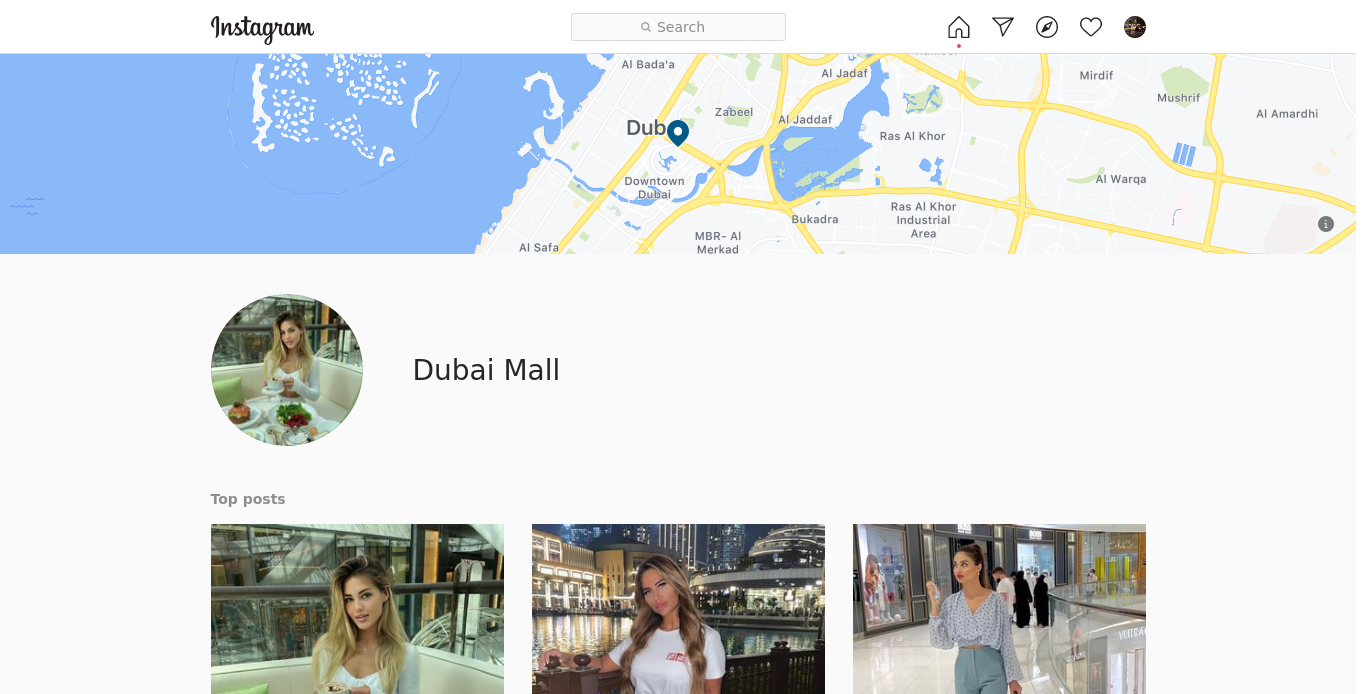 Instagram
Search
Al Bada'a
Al Jadaf
Mirdif
Mushrif
Zabeel
Al Jaddaf
Al Amardhi
Dub
Ras Al Khor
Downtown
Dubai
Al Warqa
Ras Al Khor
Industrial
Area
Bukadra
MBR- Al
Merkad
Al Safa
Dubai Mall
Top posts
BOSS